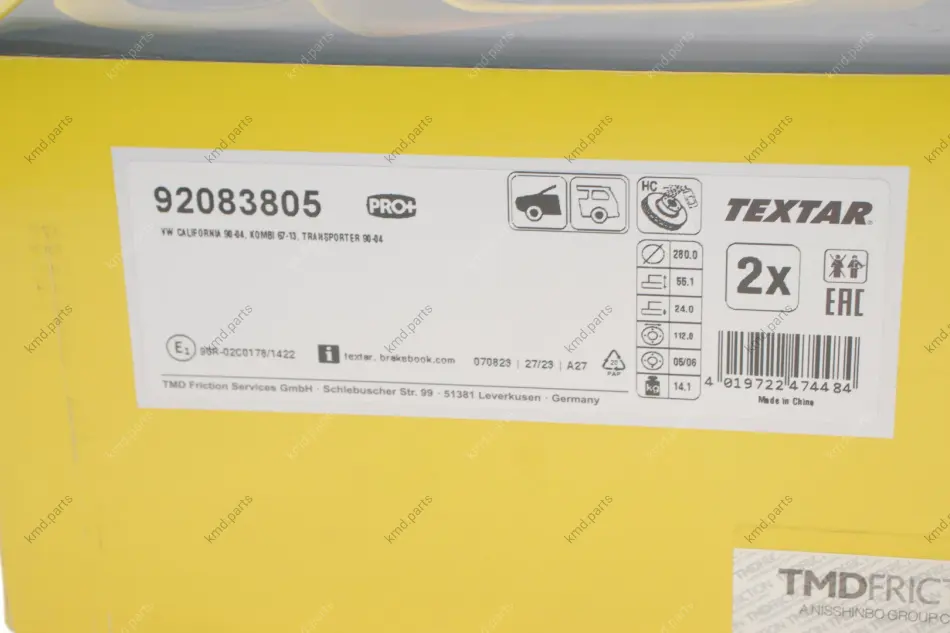 92083805
PRO+
VW CALIFORNIA 90-04, KOMBI 67-13, TRANSPORTER 90-04
HC
TEXTAR®
280.0
55.1
24.0
112.0
05/06
kg 14.1
2x
EAC
E1 90R-02C0178/1422
i textar.brakebook.com
070823 | 27/23 | A27
20
PAP
TMD Friction Services GmbH · Schlebuscher Str. 99 · 51381 Leverkusen · Germany
4 019722 474484
Made in China
TMDFRICT
A NISSHINBO GROUP C
kmd.parts